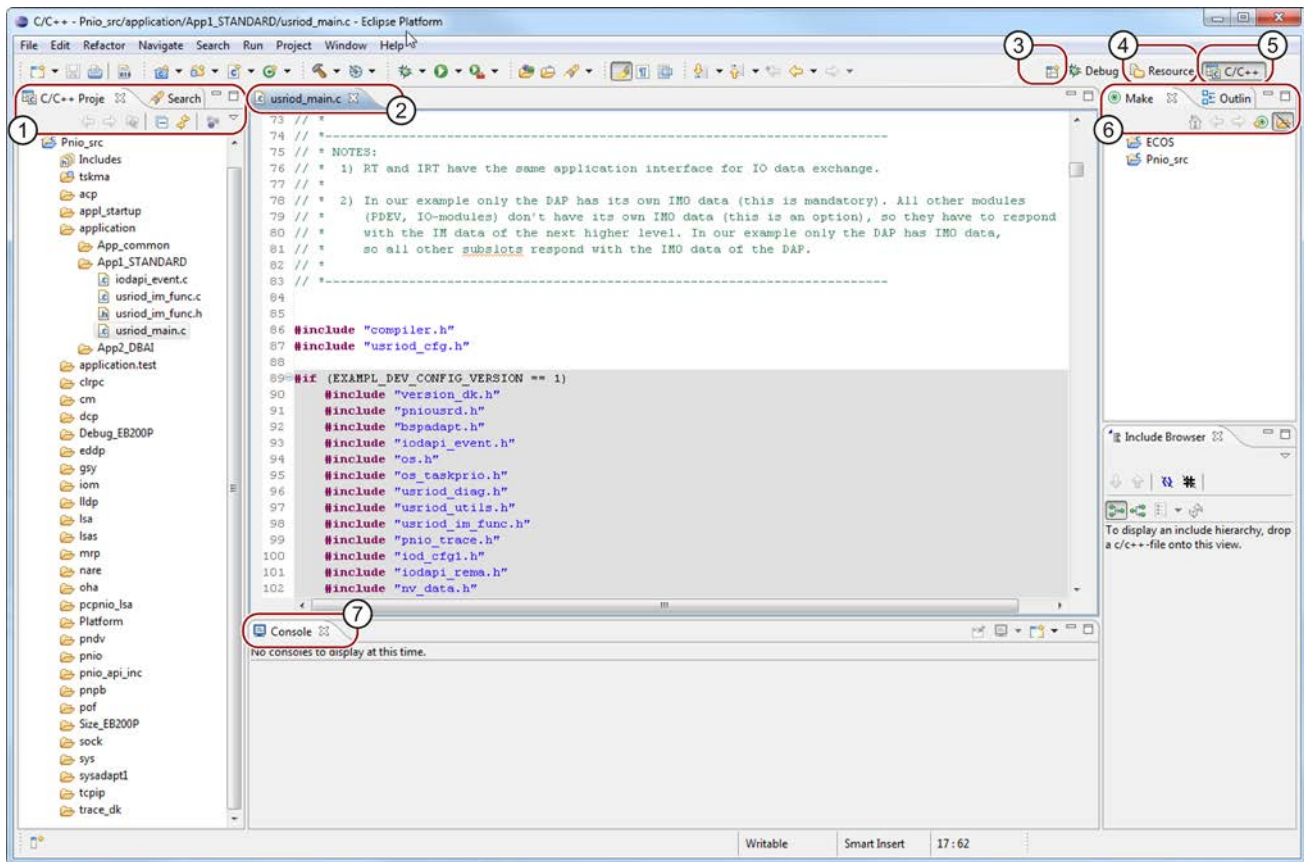 C/C++ - Pnio_src/application/App1_STANDARD/usriod_main.c - Eclipse Platform
File Edit Refactor Navigate Search Run Project Window Help
3
4
5
Debug Resource C/C++
C/C++ Proje Search
1
Pnio_src
Includes
tskma
acp
appl_startup
application
App_common
App1_STANDARD
iodapi_event.c
usriod_im_func.c
usriod_im_func.h
usriod_main.c
App2_DBAI
application.test
clrpc
cm
dcp
Debug_EB200P
eddp
gsy
iom
lldp
lsa
lsas
mrp
nare
oha
pcpnio_lsa
Platform
pndv
pnio
pnio_api_inc
pnpb
pof
Size_EB200P
sock
sys
sysadapt1
tcpip
trace_dk
usriod_main.c
2
73 // *
74 // *---------------------------------------------------------------------------
75 // * NOTES:
76 // * 1) RT and IRT have the same application interface for IO data exchange.
77 // *
78 // * 2) In our example only the DAP has its own IM0 data (this is mandatory). All other modules
79 // * (PDEV, IO-modules) don't have its own IM0 data (this is an option), so they have to respond
80 // * with the IM data of the next higher level. In our example only the DAP has IM0 data,
81 // * so all other subslots respond with the IM0 data of the DAP.
82 // *
83 // *---------------------------------------------------------------------------
84
85
86 #include "compiler.h"
87 #include "usriod_cfg.h"
88
89 #if (EXAMPL_DEV_CONFIG_VERSION == 1)
90 #include "version_dk.h"
91 #include "pniousrd.h"
92 #include "bspadapt.h"
93 #include "iodapi_event.h"
94 #include "os.h"
95 #include "os_taskprio.h"
96 #include "usriod_diag.h"
97 #include "usriod_utils.h"
98 #include "usriod_im_func.h"
99 #include "pnio_trace.h"
100 #include "iod_cfg1.h"
101 #include "iodapi_rema.h"
102 #include "nv_data.h"
7
Console
No consoles to display at this time.
Make Outlin
6
ECOS
Pnio_src
Include Browser
To display an include hierarchy, drop
a c/c++-file onto this view.
Writable Smart Insert 17 : 62